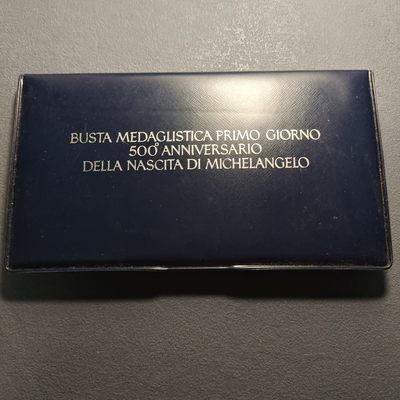 BUSTA MEDAGLISTICA PRIMO GIORNO
500° ANNIVERSARIO
DELLA NASCITA DI MICHELANGELO